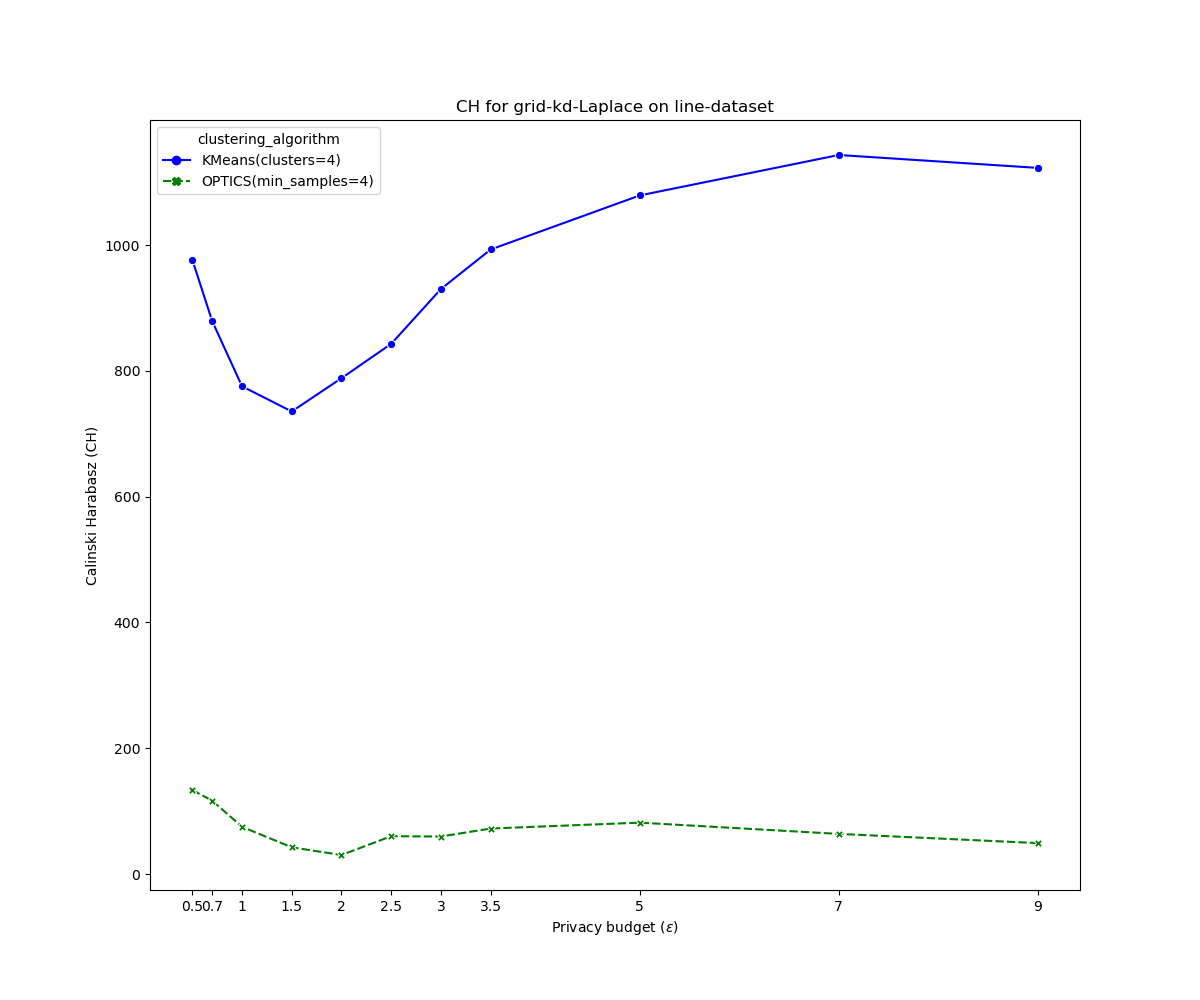 CH for grid-kd-Laplace on line-dataset
clustering_algorithm
KMeans(clusters=4)
OPTICS(min_samples=4)
Calinski Harabasz (CH)
1000
800
600
400
200
0
0.5 0.7 1 1.5 2 2.5 3 3.5 5 7 9
Privacy budget (ε)